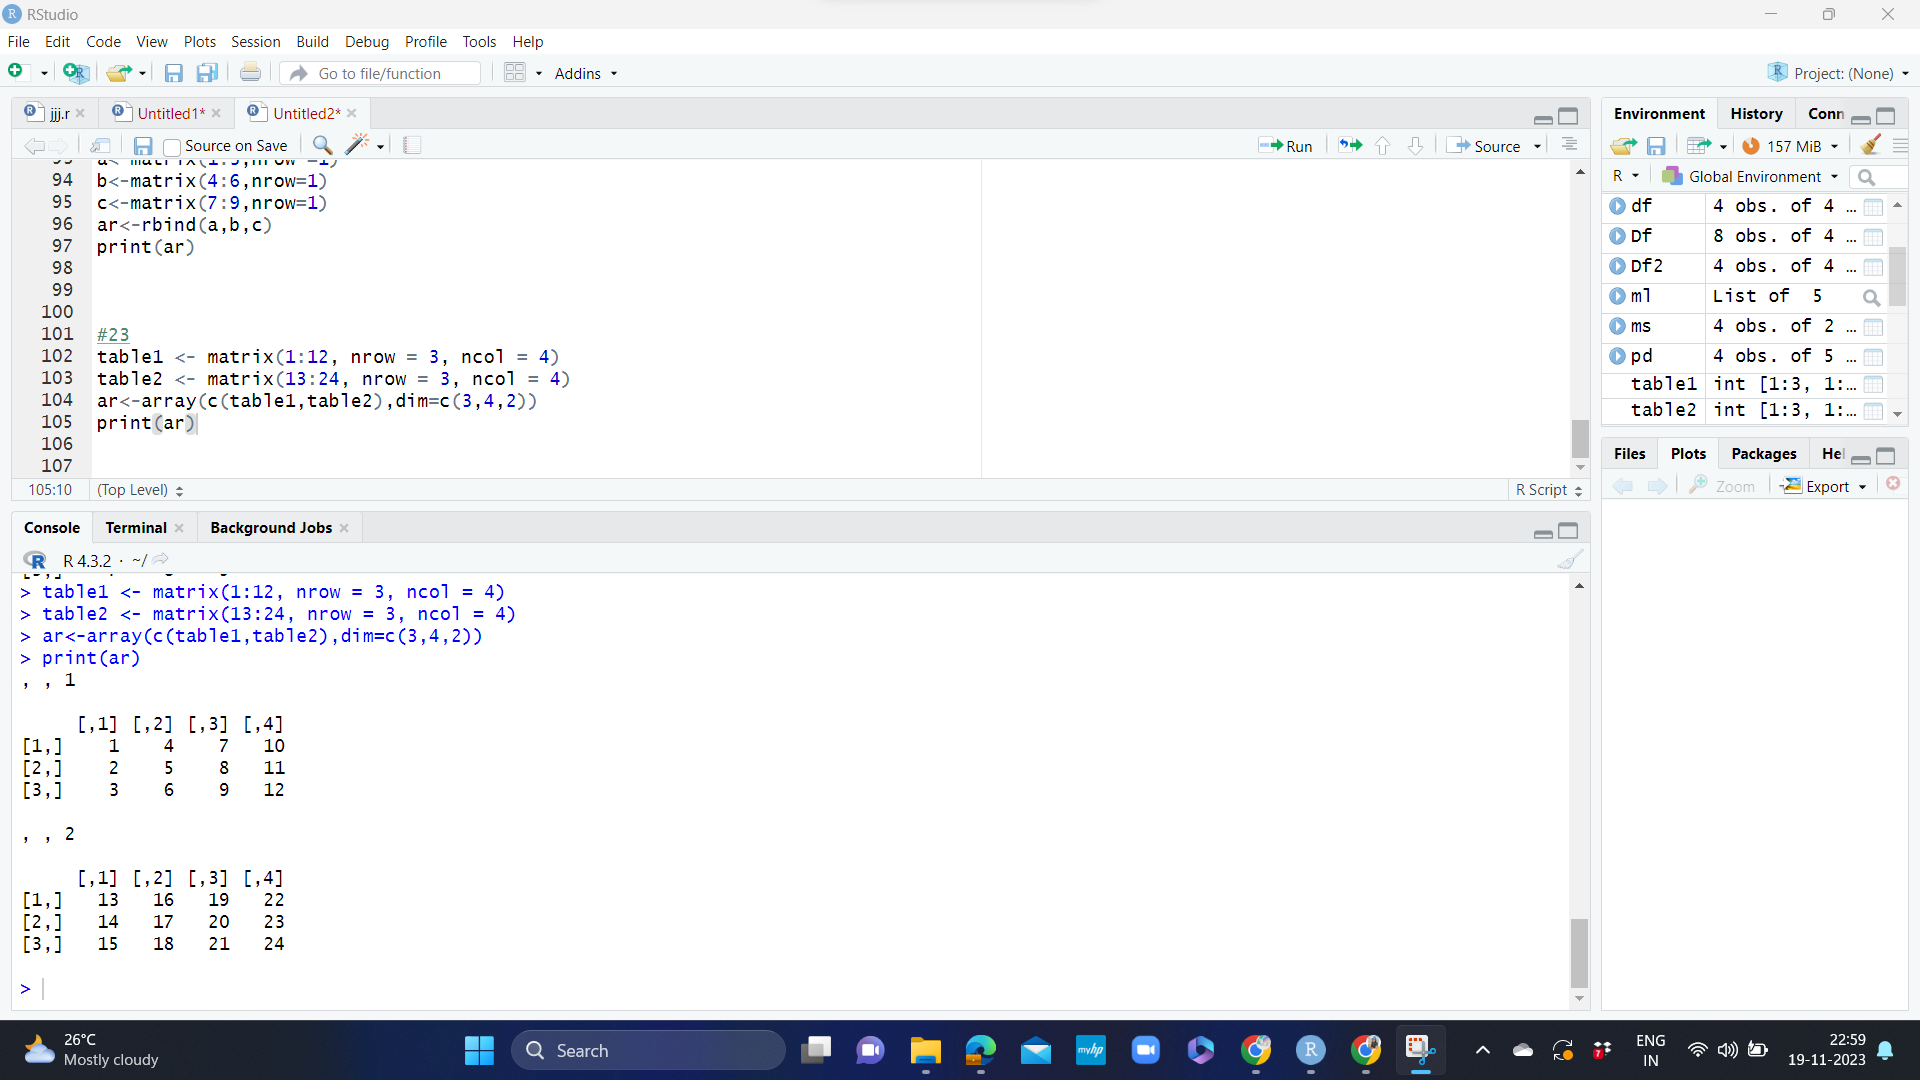 RStudio
File Edit Code View Plots Session Build Debug Profile Tools Help
Go to file/function Addins Project: (None)
jjj.r Untitled1* Untitled2*
Source on Save Run Source
94 b<-matrix(4:6,nrow=1)
95 c<-matrix(7:9,nrow=1)
96 ar<-rbind(a,b,c)
97 print(ar)
98
99
100
101 #23
102 table1 <- matrix(1:12, nrow = 3, ncol = 4)
103 table2 <- matrix(13:24, nrow = 3, ncol = 4)
104 ar<-array(c(table1,table2),dim=c(3,4,2))
105 print(ar)
106
107
105:10 (Top Level) R Script
Console Terminal Background Jobs
R 4.3.2 · ~/
> table1 <- matrix(1:12, nrow = 3, ncol = 4)
> table2 <- matrix(13:24, nrow = 3, ncol = 4)
> ar<-array(c(table1,table2),dim=c(3,4,2))
> print(ar)
, , 1
[,1] [,2] [,3] [,4]
[1,] 1 4 7 10
[2,] 2 5 8 11
[3,] 3 6 9 12
, , 2
[,1] [,2] [,3] [,4]
[1,] 13 16 19 22
[2,] 14 17 20 23
[3,] 15 18 21 24
>
Environment History Conn
157 MiB
R Global Environment
df 4 obs. of 4 …
Df 8 obs. of 4 …
Df2 4 obs. of 4 …
ml List of 5
ms 4 obs. of 2 …
pd 4 obs. of 5 …
table1 int [1:3, 1:…
table2 int [1:3, 1:…
Files Plots Packages Hel
Zoom Export
26°C
Mostly cloudy
Search
myhp
R
ENG
IN
22:59
19-11-2023